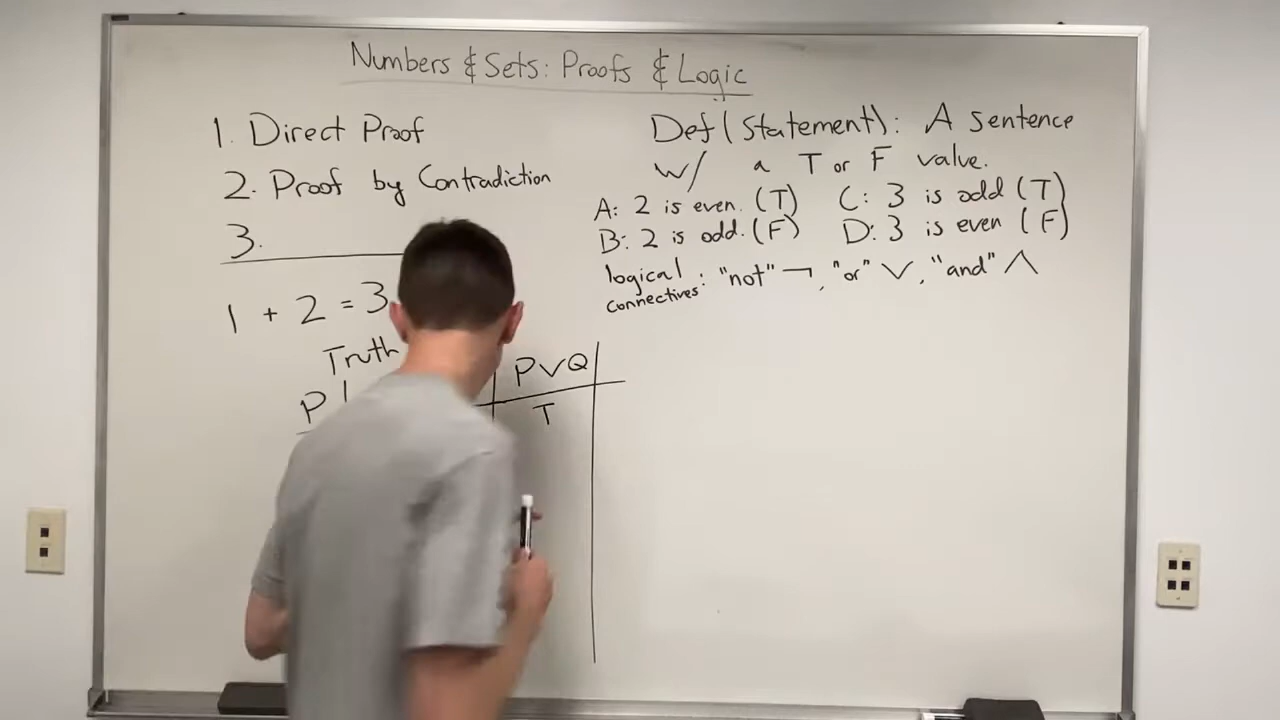 Numbers & Sets: Proofs & Logic
1. Direct Proof
2. Proof by Contradiction
3.
1 + 2 = 3
Truth
P
P∨Q
T
Def (Statement): A sentence
w/ a T or F value.
A: 2 is even. (T) C: 3 is odd (T)
B: 2 is odd. (F) D: 3 is even (F)
logical
connectives: "not" ¬, "or" ∨, "and" ∧